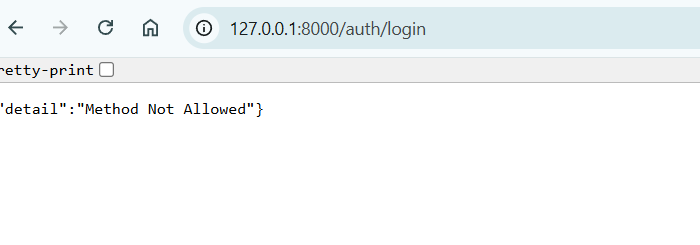 127.0.0.1:8000/auth/login
retty-print
"detail":"Method Not Allowed"}